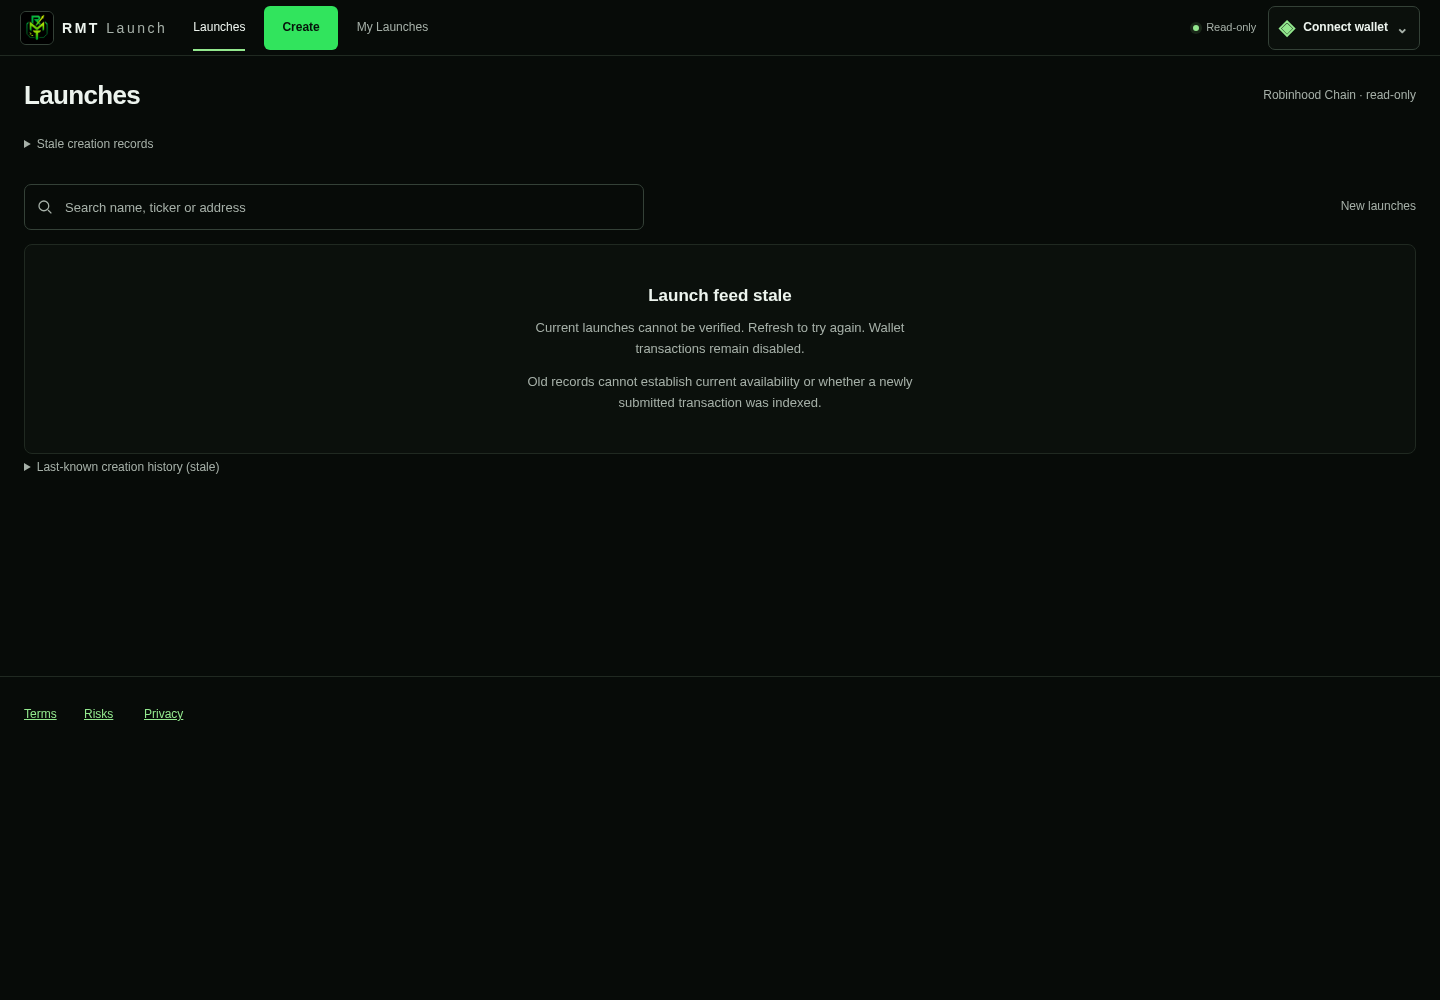 RMT Launch
Launches
Create
My Launches
Read-only
Connect wallet
Launches
Robinhood Chain · read-only
Stale creation records
Search name, ticker or address
New launches
Launch feed stale
Current launches cannot be verified. Refresh to try again. Wallet
transactions remain disabled.
Old records cannot establish current availability or whether a newly
submitted transaction was indexed.
Last-known creation history (stale)
Terms
Risks
Privacy